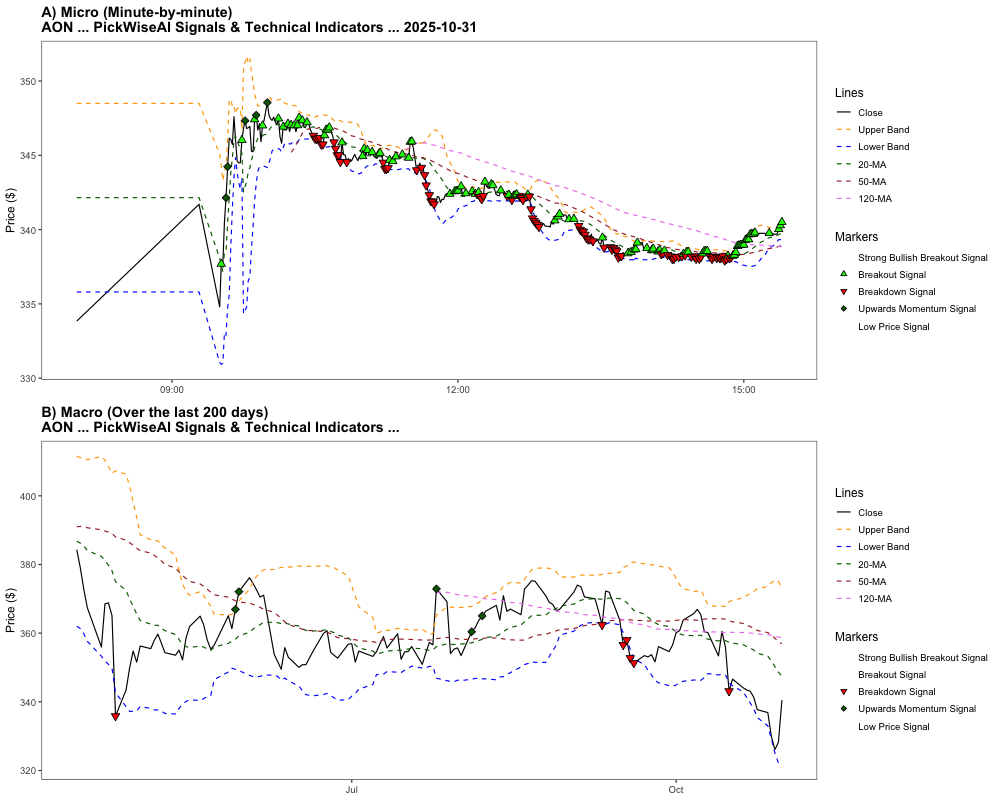 A) Micro (Minute-by-minute)
AON ... PickWiseAI Signals & Technical Indicators ... 2025-10-31
Price ($)
350
345
340
335
330
09:00
12:00
15:00
Lines
Close
Upper Band
Lower Band
20-MA
50-MA
120-MA
Markers
Strong Bullish Breakout Signal
Breakout Signal
Breakdown Signal
Upwards Momentum Signal
Low Price Signal
B) Macro (Over the last 200 days)
AON ... PickWiseAI Signals & Technical Indicators ...
Price ($)
400
380
360
340
320
Jul
Oct
Lines
Close
Upper Band
Lower Band
20-MA
50-MA
120-MA
Markers
Strong Bullish Breakout Signal
Breakout Signal
Breakdown Signal
Upwards Momentum Signal
Low Price Signal